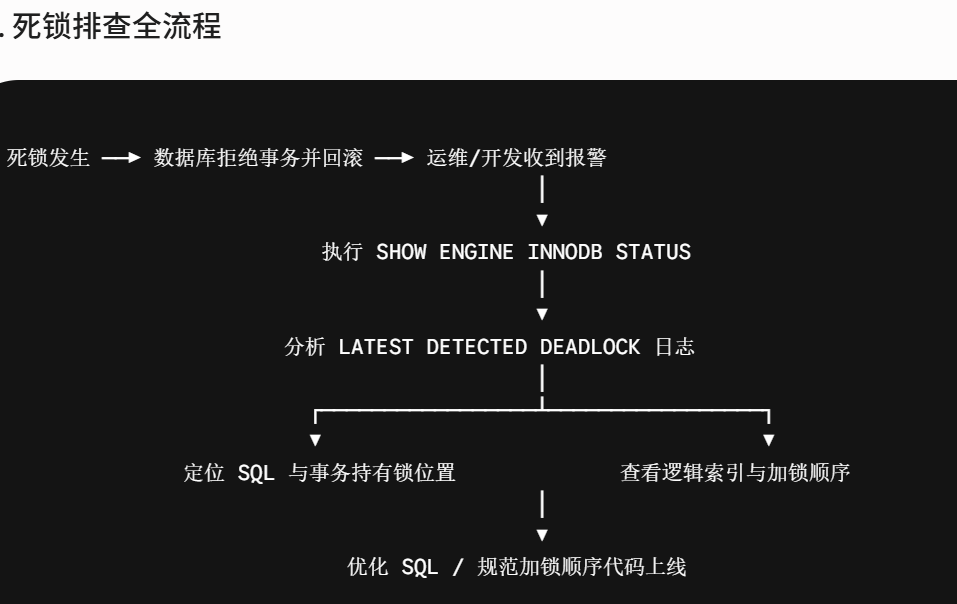 . 死锁排查全流程
死锁发生 ──▶ 数据库拒绝事务并回滚 ──▶ 运维/开发收到报警
执行 SHOW ENGINE INNODB STATUS
分析 LATEST DETECTED DEADLOCK 日志
定位 SQL 与事务持有锁位置 查看逻辑索引与加锁顺序
优化 SQL / 规范加锁顺序代码上线